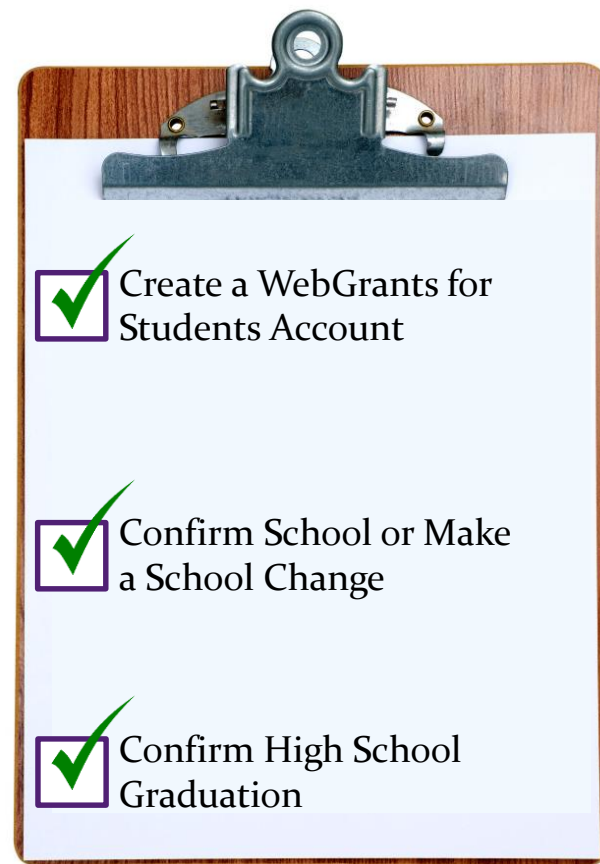 Create a WebGrants for
Students Account
Confirm School or Make
a School Change
Confirm High School
Graduation